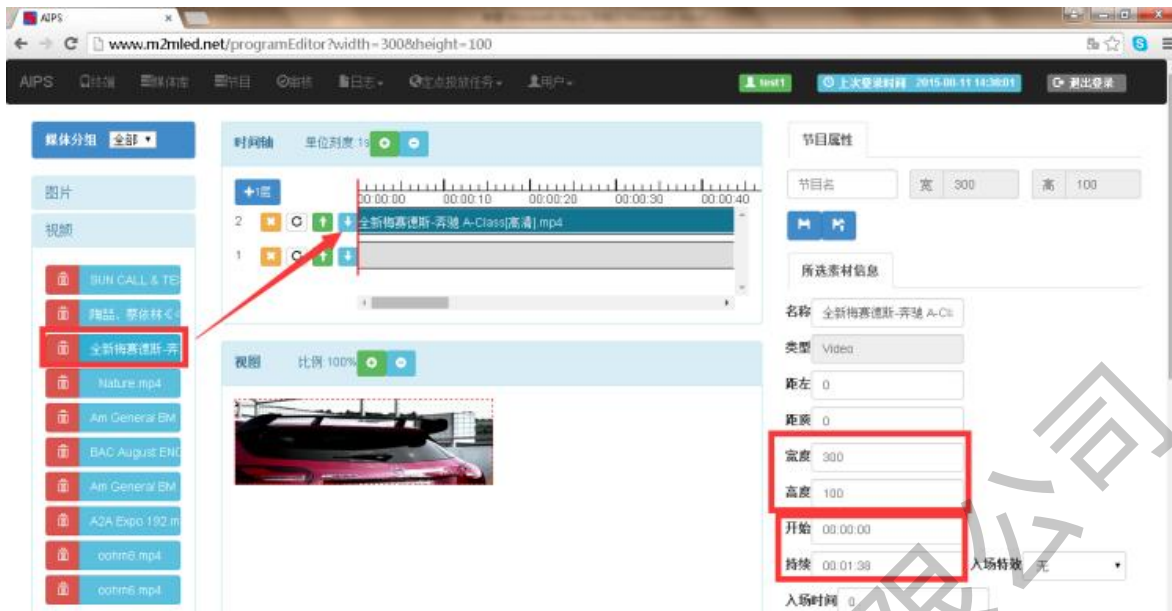 AIPS
www.m2mled.net/programEditor?width=300&height=100
AIPS 终端 媒体库 节目 审核 日志 定点投放任务 用户 test1 上次登录时间 退出登录
媒体分组 全部
图片
视频
SUN CALL & TE
全新梅赛德斯-奔
Nature.mp4
Am General BM
BAC August ENG
Am General BM
A2A Expo 192.m
oohm6.mp4
oohm6.mp4
时间轴 单位刻度 1s
+1层
00:00:00 00:00:10 00:00:20 00:00:30 00:00:40
2 全新梅赛德斯-奔驰 A-Class[高清].mp4
1
视图 比例 100%
节目属性
节目名 宽 300 高 100
所选素材信息
名称 全新梅赛德斯-奔驰 A-Cl
类型 Video
距左 0
距顶 0
宽度 300
高度 100
开始 00:00:00
持续 00:01:38 入场特效 无
入场时间 0
限公司